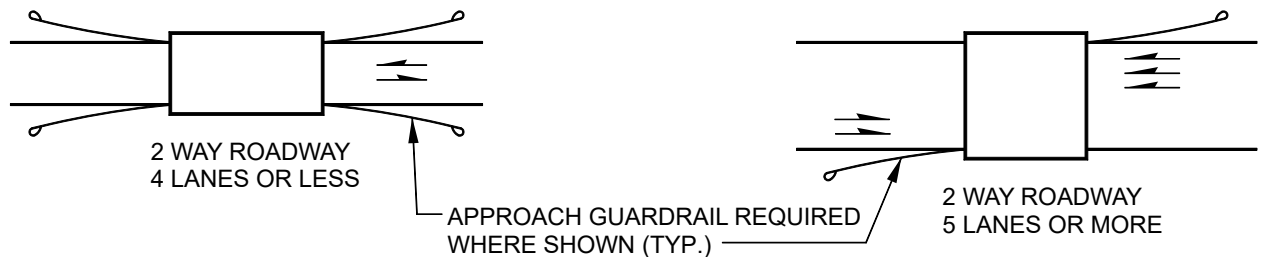 2 WAY ROADWAY
4 LANES OR LESS
APPROACH GUARDRAIL REQUIRED
WHERE SHOWN (TYP.)
2 WAY ROADWAY
5 LANES OR MORE